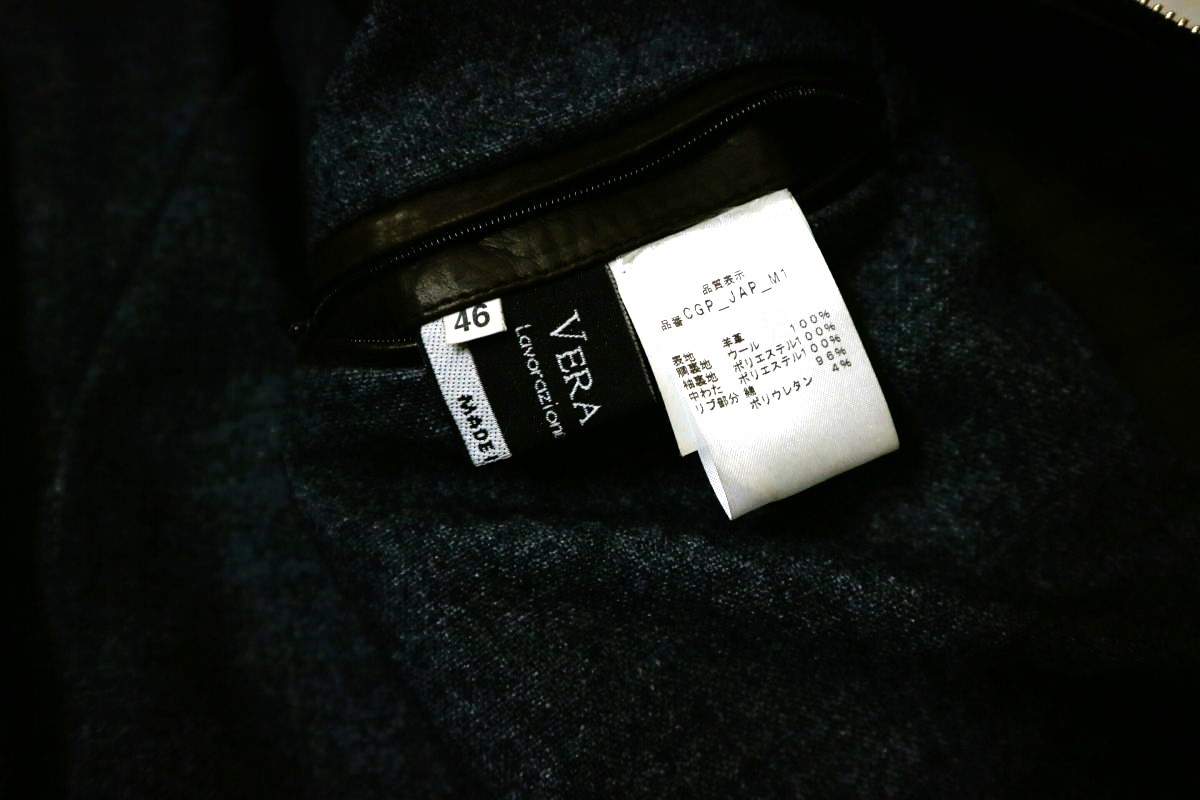 46
MADE
VERA
Lavorazioni
品質表示
品番 CGP_JAP_M1
表地 羊革 100%
胴裏地 ウール 100%
袖裏地 ポリエステル100%
中わた ポリエステル100%
リブ部分 綿 96%
ポリウレタン 4%